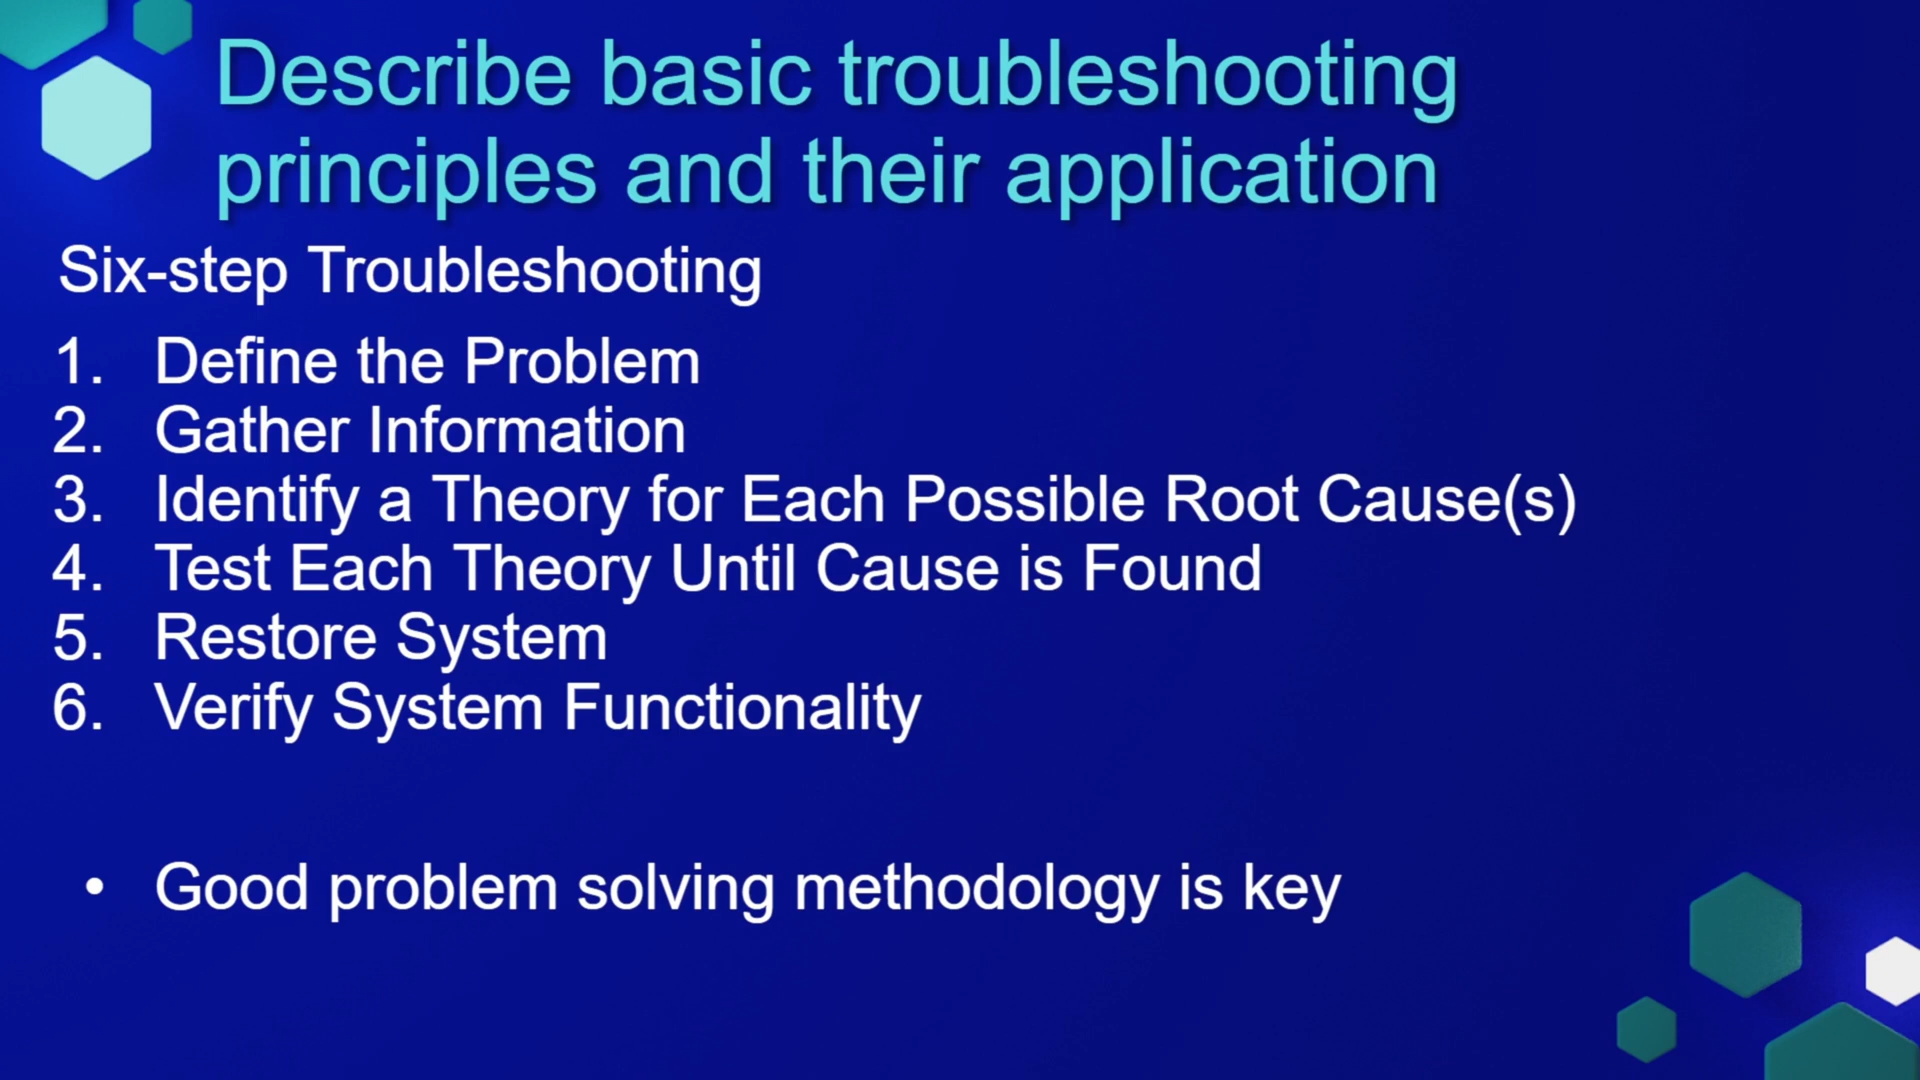 Describe basic troubleshooting
principles and their application
Six-step Troubleshooting
1. Define the Problem
2. Gather Information
3. Identify a Theory for Each Possible Root Cause(s)
4. Test Each Theory Until Cause is Found
5. Restore System
6. Verify System Functionality
• Good problem solving methodology is key